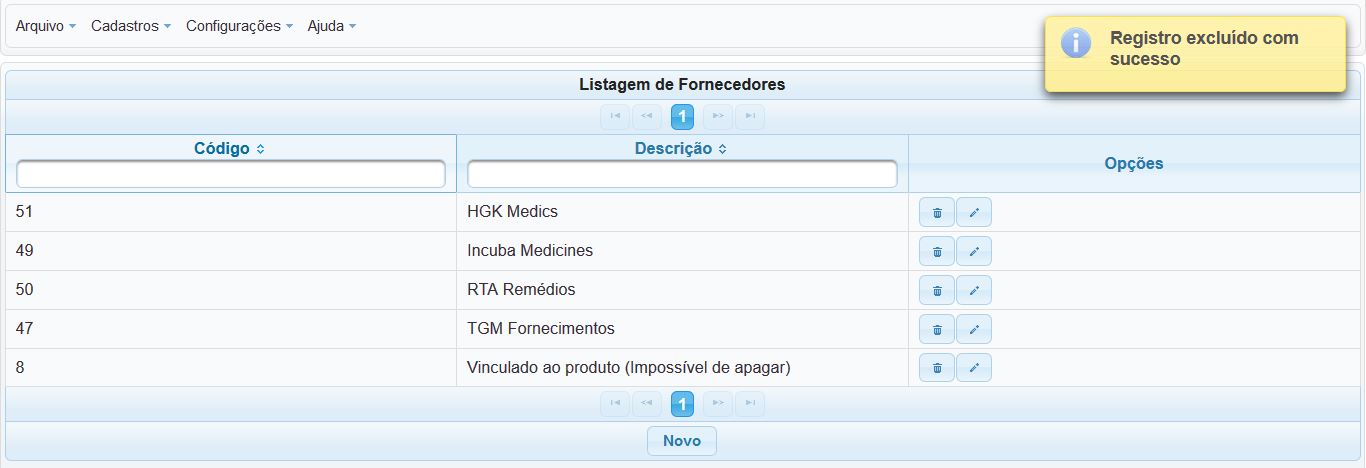 Arquivo Cadastros Configurações Ajuda
Registro excluído com
sucesso
Listagem de Fornecedores
1
Código Descrição Opções
51 HGK Medics
49 Incuba Medicines
50 RTA Remédios
47 TGM Fornecimentos
8 Vinculado ao produto (Impossível de apagar)
1
Novo